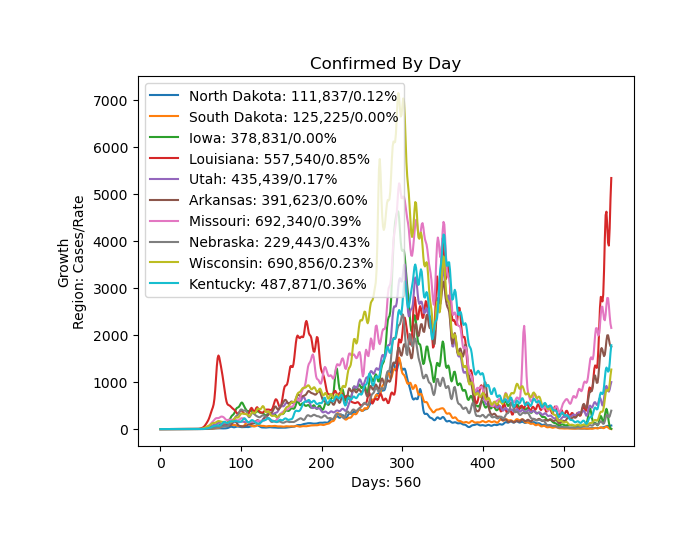 Confirmed By Day
Growth
Region: Cases/Rate
7000
6000
5000
4000
3000
2000
1000
0
North Dakota: 111,837/0.12%
South Dakota: 125,225/0.00%
Iowa: 378,831/0.00%
Louisiana: 557,540/0.85%
Utah: 435,439/0.17%
Arkansas: 391,623/0.60%
Missouri: 692,340/0.39%
Nebraska: 229,443/0.43%
Wisconsin: 690,856/0.23%
Kentucky: 487,871/0.36%
0 100 200 300 400 500
Days: 560